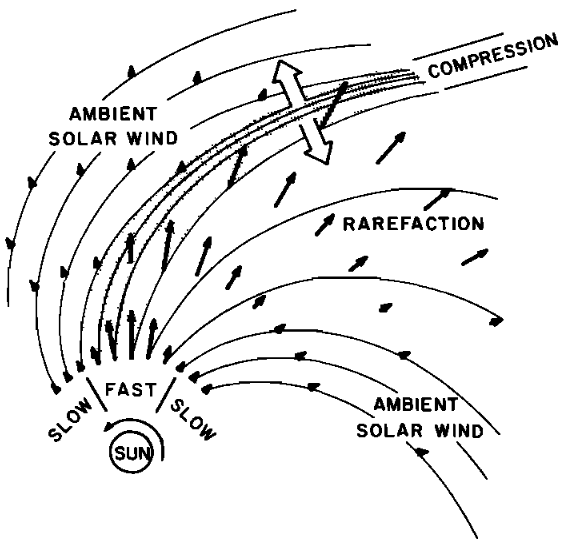 COMPRESSION
AMBIENT
SOLAR WIND
RAREFACTION
FAST
SLOW
SLOW
SUN
AMBIENT
SOLAR WIND